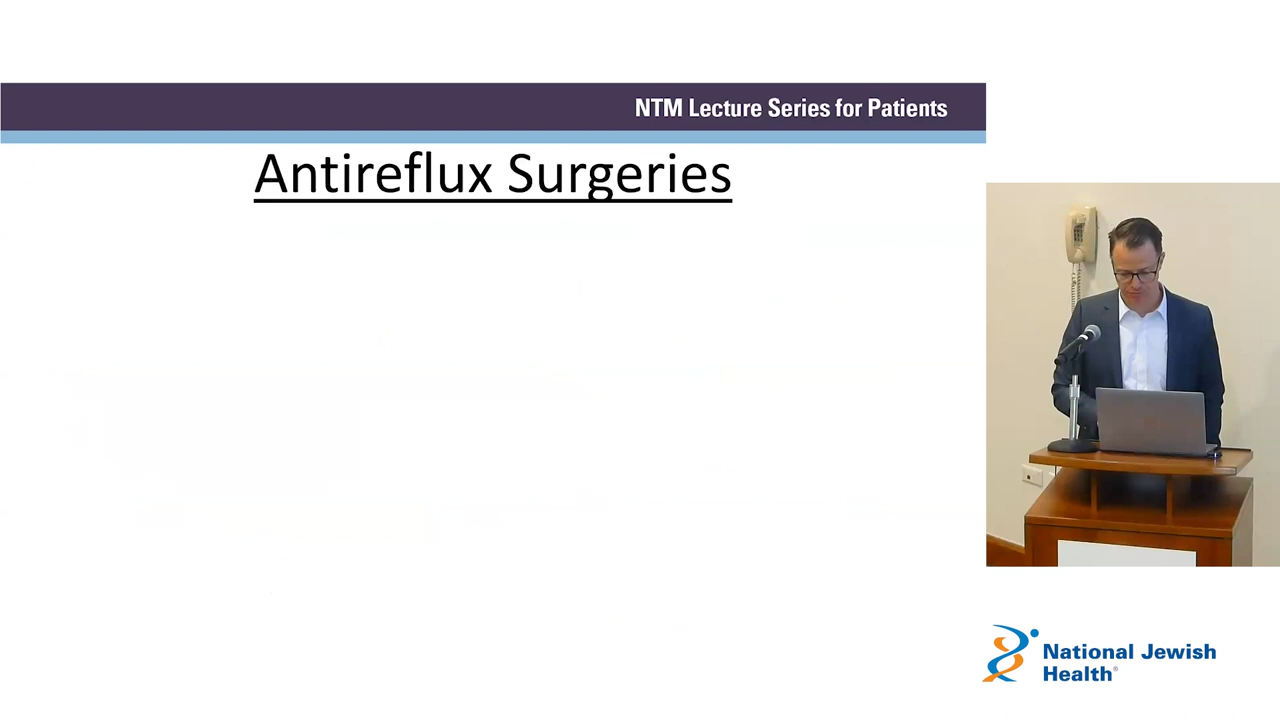 NTM Lecture Series for Patients
Antireflux Surgeries
National Jewish
Health®